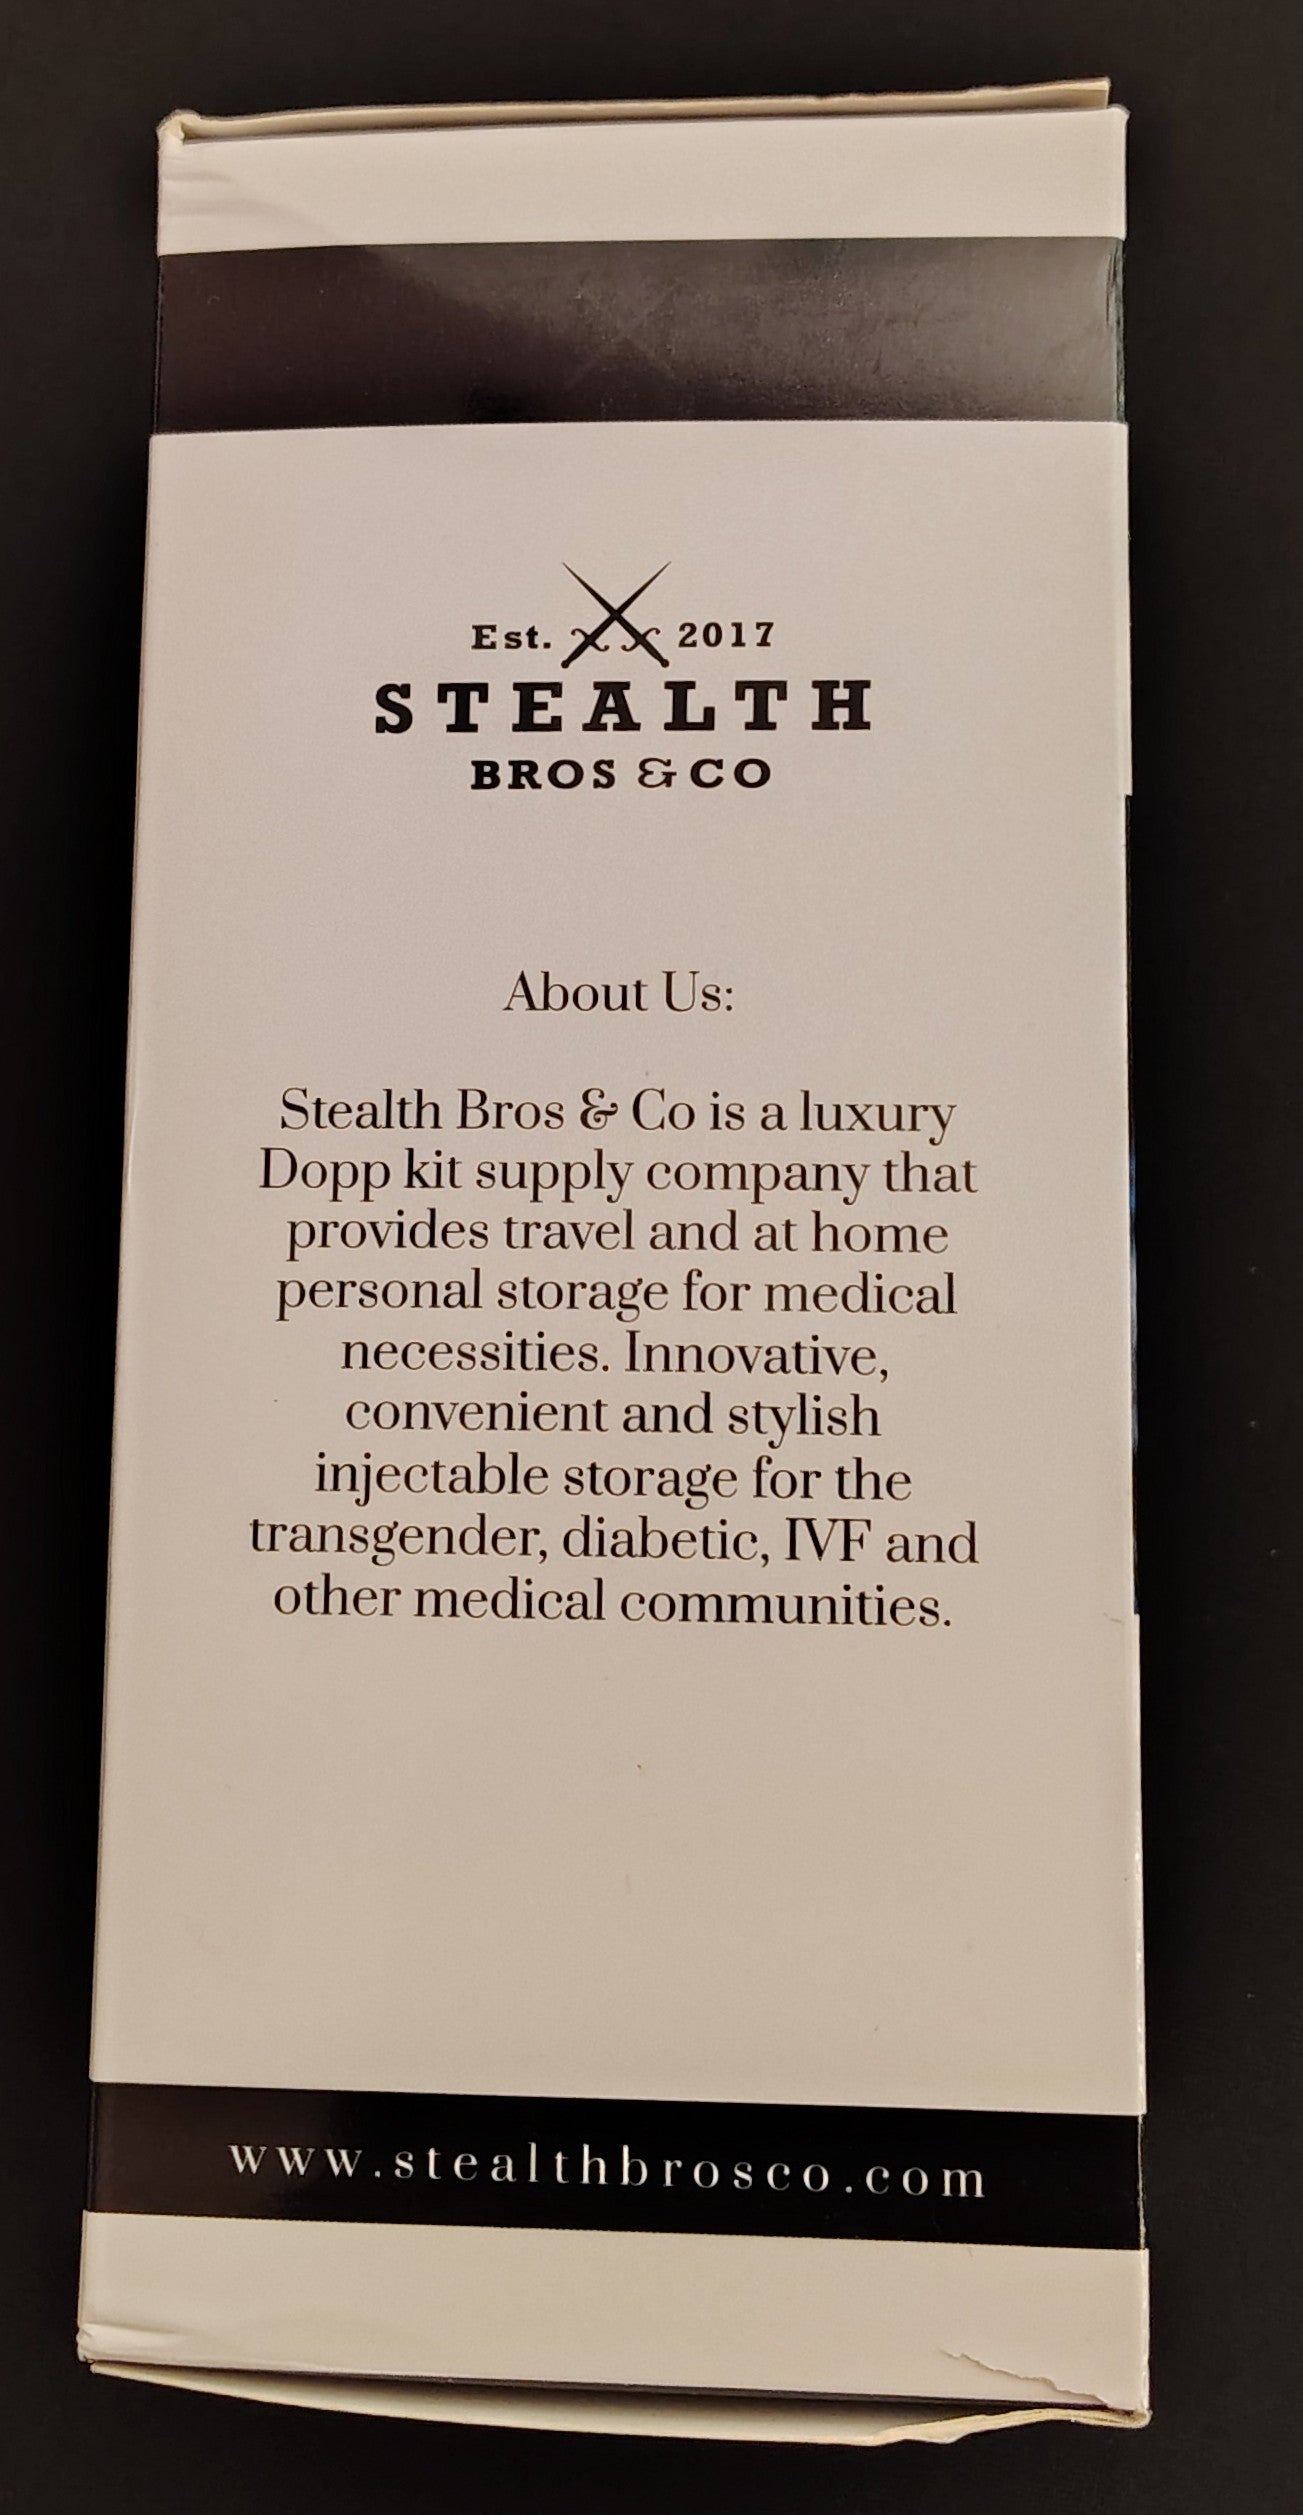 Est. 2017
STEALTH
BROS & CO
About Us:
Stealth Bros & Co is a luxury
Dopp kit supply company that
provides travel and at home
personal storage for medical
necessities. Innovative,
convenient and stylish
injectable storage for the
transgender, diabetic, IVF and
other medical communities.
www.stealthbrosco.com